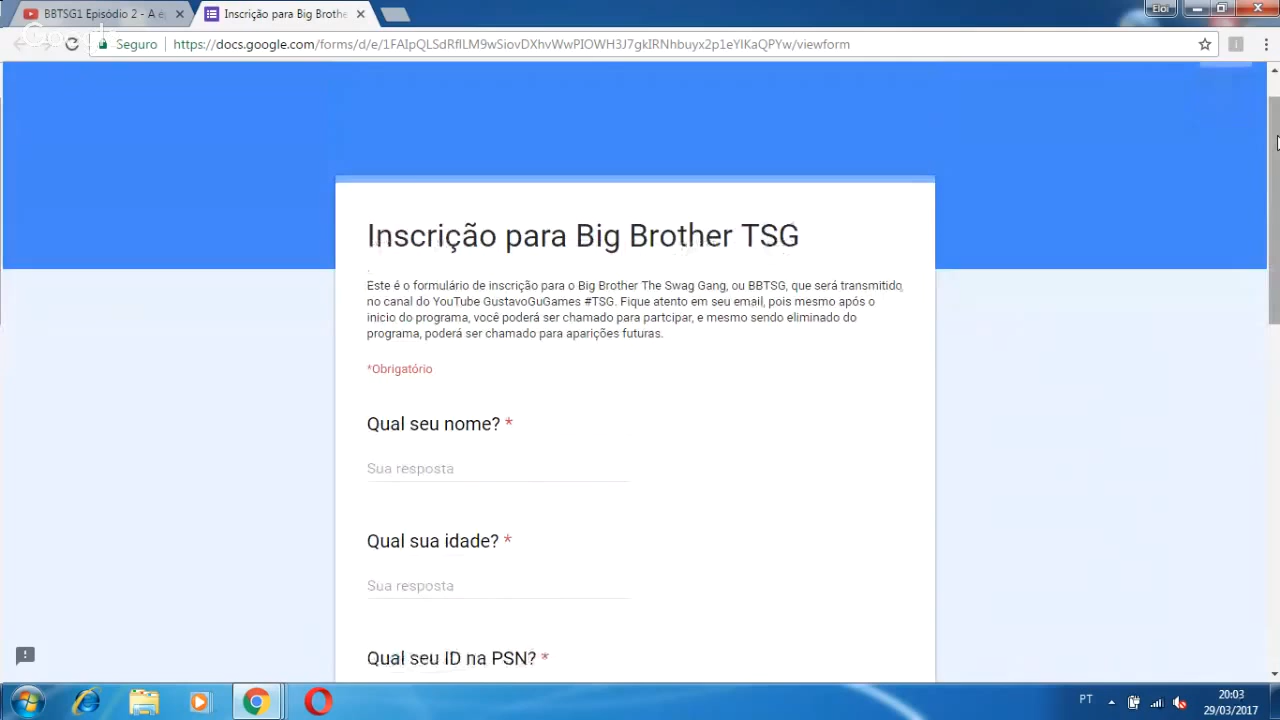 BBTSG1 Episódio 2 - A e
Inscrição para Big Brothe
Eloi
Seguro
https://docs.google.com/forms/d/e/1FAIpQLSdRflLM9wSiovDXhvWwPIOWH3J7gkIRNhbuyx2p1eYlKaQPYw/viewform
Inscrição para Big Brother TSG
Este é o formulário de inscrição para o Big Brother The Swag Gang, ou BBTSG, que será transmitido,
no canal do YouTube GustavoGuGames #TSG. Fique atento em seu email, pois mesmo após o
inicio do programa, você poderá ser chamado para partcipar, e mesmo sendo eliminado do
programa, poderá ser chamado para aparições futuras.
*Obrigatório
Qual seu nome? *
Sua resposta
Qual sua idade? *
Sua resposta
Qual seu ID na PSN? *
PT
20:03
29/03/2017